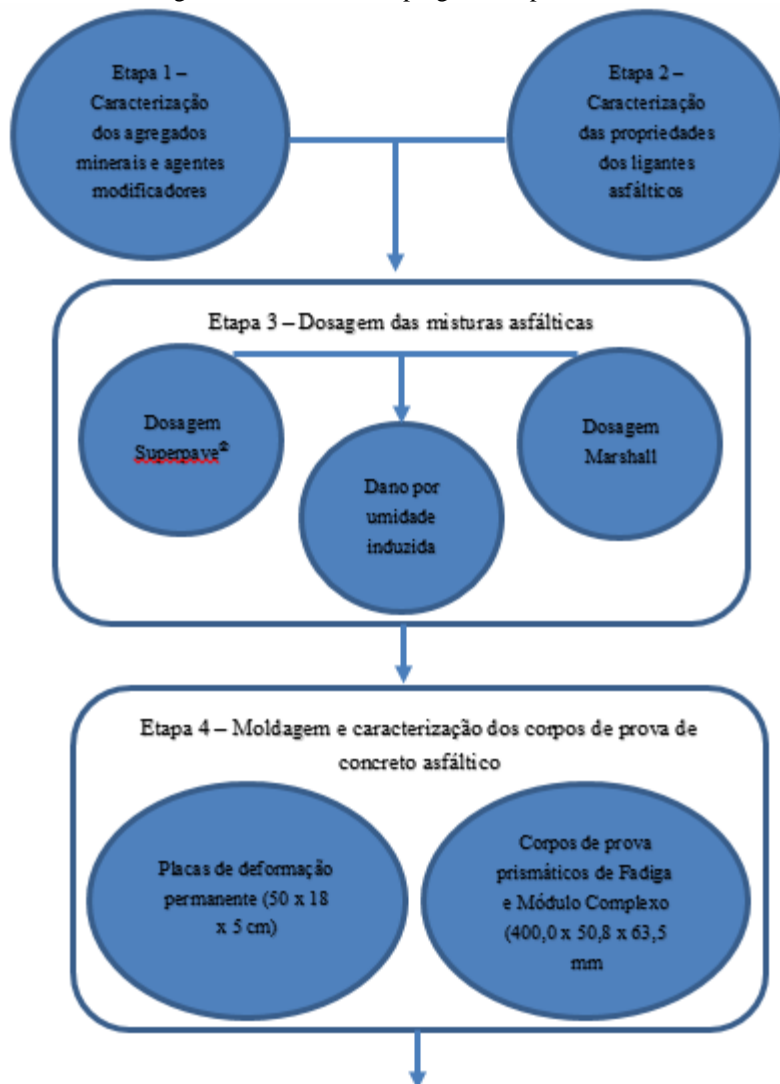 Etapa 1 –
Caracterização
dos agregados
minerais e agentes
modificadores
Etapa 2 –
Caracterização
das propriedades
dos ligantes
asfálticos
Etapa 3 – Dosagem das misturas asfálticas
Dosagem
Superpave®
Dano por
umidade
induzida
Dosagem
Marshall
Etapa 4 – Moldagem e caracterização dos corpos de prova de
concreto asfáltico
Placas de deformação
permanente (50 x 18
x 5 cm)
Corpos de prova
prismáticos de Fadiga
e Módulo Complexo
(400,0 x 50,8 x 63,5
mm